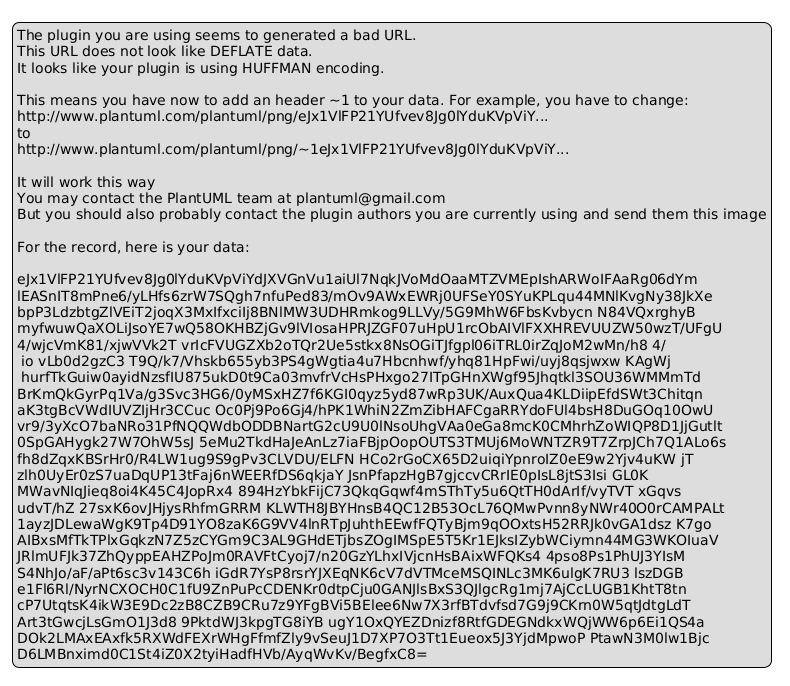 The plugin you are using seems to generated a bad URL.
This URL does not look like DEFLATE data.
It looks like your plugin is using HUFFMAN encoding.
This means you have now to add an header ~1 to your data. For example, you have to change:
http://www.plantuml.com/plantuml/png/eJx1VlFP21YUfvev8Jg0lYduKVpViY...
to
http://www.plantuml.com/plantuml/png/~1eJx1VlFP21YUfvev8Jg0lYduKVpViY...
It will work this way
You may contact the PlantUML team at plantuml@gmail.com
But you should also probably contact the plugin authors you are currently using and send them this image
For the record, here is your data:
eJx1VlFP21YUfvev8Jg0lYduKVpViYdJXVGnVu1aiUl7NqkJVoMdOaaMTZVMEpIshARWoIFAaRg06dYm
lEASnIT8mPne6/yLHfs6zrW7SQgh7nfuPed83/mOv9AWxEWRj0UFSeY0SYuKPLqu44MNlKvgNy38JkXe
bpP3LdzbtgZlVEiT2joqX3MxIfxciIj8BNlMW3UDHRmkog9LLVy/5G9MhW6FbsKvbycn N84VQxrghyB
myfwuwQaXOLiJsoYE7wQ58OKHBZjGv9lVIosaHPRJZGF07uHpU1rcObAIVlFXXHREVUUZW50wzT/UFgU
4/wjcVmK81/xjwVVk2T vrIcFVUGZXb2oTQr2Ue5stkx8NsOGiTJfgpl06iTRL0irZqJoM2wMn/h8 4/
io vLb0d2gzC3 T9Q/k7/Vhskb655yb3PS4gWgtia4u7Hbcnhwf/yhq81HpFwi/uyj8qsjwxw KAgWj
hurfTkGuiw0ayidNzsflU875ukD0t9Ca03mvfrVcHsPHxgo27ITpGHnXWgf95Jhqtkl3SOU36WMMmTd
BrKmQkGyrPq1Va/g3Svc3HG6/0yMSxHZ7f6KGI0qyz5yd87wRp3UK/AuxQua4KLDiipEfdSWt3Chitqn
aK3tgBcVWdIUVZljHr3CCuc Oc0Pj9Po6Gj4/hPK1WhiN2ZmZibHAFCgaRRYdoFUl4bsH8DuGOq10OwU
vr9/3yXcO7baNRo31PfNQQWdbODDBNartG2cU9U0lNsoUhgVAa0eGa8mcK0CMhrhZoWIQP8D1JjGutIt
0SpGAHygk27W7OhW5sJ 5eMu2TkdHaJeAnLz7iaFBjpOopOUTS3TMUj6MoWNTZR9T7ZrpJCh7Q1ALo6s
fh8dZqxKBSrHr0/R4LW1ug9S9gPv3CLVDU/ELFN HCo2rGoCX65D2uiqiYpnroIZ0eE9w2Yjv4uKW jT
zlh0UyEr0zS7uaDqUP13tFaj6nWEERfDS6qkjaY JsnPfapzHgB7gjccvCRrIE0pIsL8jtS3Isi GL0K
MWavNIqJieq8oi4K45C4JopRx4 894HzYbkFijC73QkqGqwf4mSThTy5u6QtTH0dArIf/vyTVT xGqvs
udvT/hZ 27sxK6ovJHjysRhfmGRRM KLWTH8JBYHnsB4QC12B53OcL76QMwPvnn8yNWr40O0rCAMPALt
1ayzJDLewaWgK9Tp4D91YO8zaK6G9VV4lnRTpJuhthEEwfFQTyBjm9qOOxtsH52RRJk0vGA1dsz K7go
AIBxsMfTkTPlxGqkzN7Z5zCYGm9C3AL9GHdETjbsZOgIMSpE5T5Kr1EJksIZybWCiymn44MG3WKOIuaV
JRlmUFJk37ZhQyppEAHZPoJm0RAVFtCyoj7/n20GzYLhxIVjcnHsBAixWFQKs4 4pso8Ps1PhUJ3YIsM
S4NhJo/aF/aPt6sc3v143C6h iGdR7YsP8rsrYJXEqNK6cV7dVTMceMSQINLc3MK6ulgK7RU3 lszDGB
e1Fl6Rl/NyrNCXOCH0C1fU9ZnPuPcCDENKr0dtpCju0GANJlsBxS3QJIgcRg1mj7AjCcLUGB1KhtT8tn
cP7UtqtsK4ikW3E9Dc2zB8CZB9CRu7z9YFgBVi5BElee6Nw7X3rfBTdvfsd7G9j9CKm0W5qtJdtgLdT
Art3tGwcjLsGmO1J3d8 9PktdWJ3kpgTG8iYB ugY1OxQYEZDnizf8RtfGDEGNdkxWQjWW6p6Ei1QS4a
DOk2LMAxEAxfk5RXWdFEXrWHgFfmfZly9vSeuJ1D7XP7O3Tt1Eueox5J3YjdMpwoP PtawN3M0lw1Bjc
D6LMBnximd0C1St4iZ0X2tyiHadfHVb/AyqWvKv/BegfxC8=